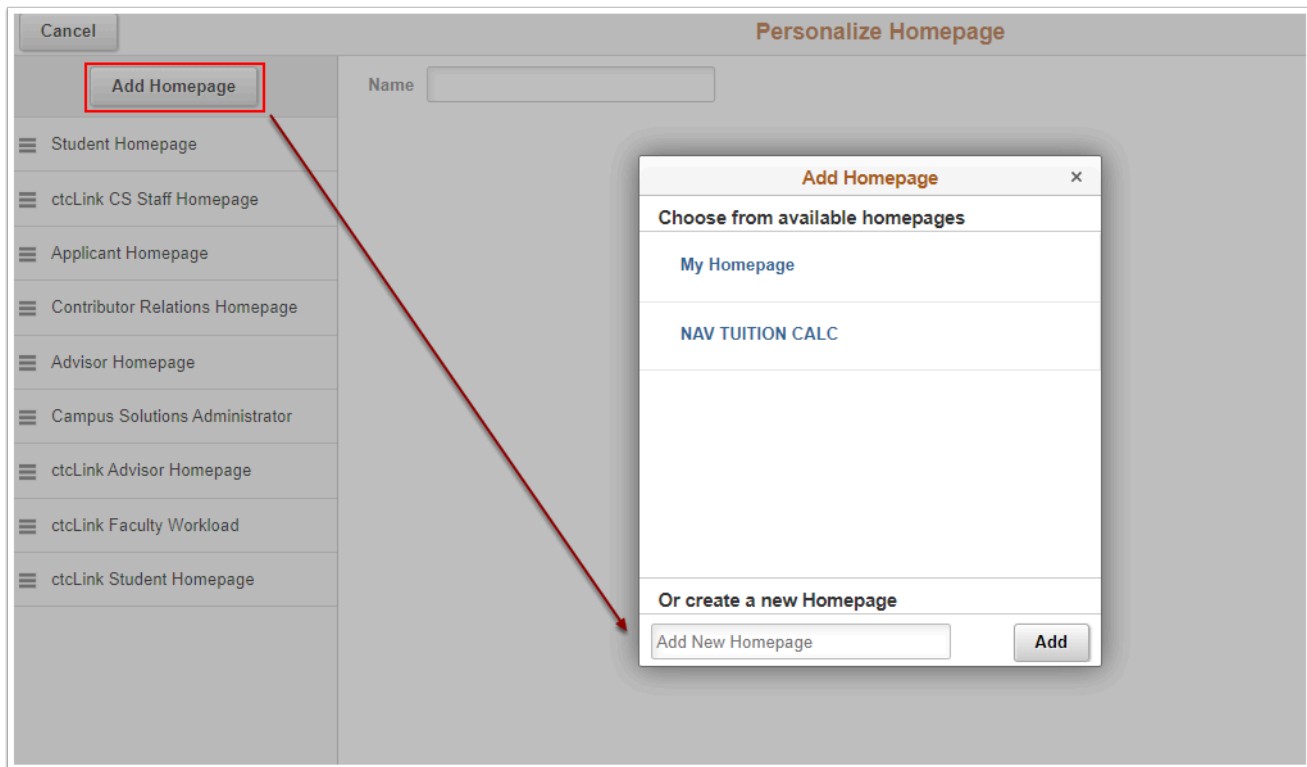 Cancel
Personalize Homepage
Add Homepage
Name
Student Homepage
ctcLink CS Staff Homepage
Applicant Homepage
Contributor Relations Homepage
Advisor Homepage
Campus Solutions Administrator
ctcLink Advisor Homepage
ctcLink Faculty Workload
ctcLink Student Homepage
Add Homepage ×
Choose from available homepages
My Homepage
NAV TUITION CALC
Or create a new Homepage
Add New Homepage Add